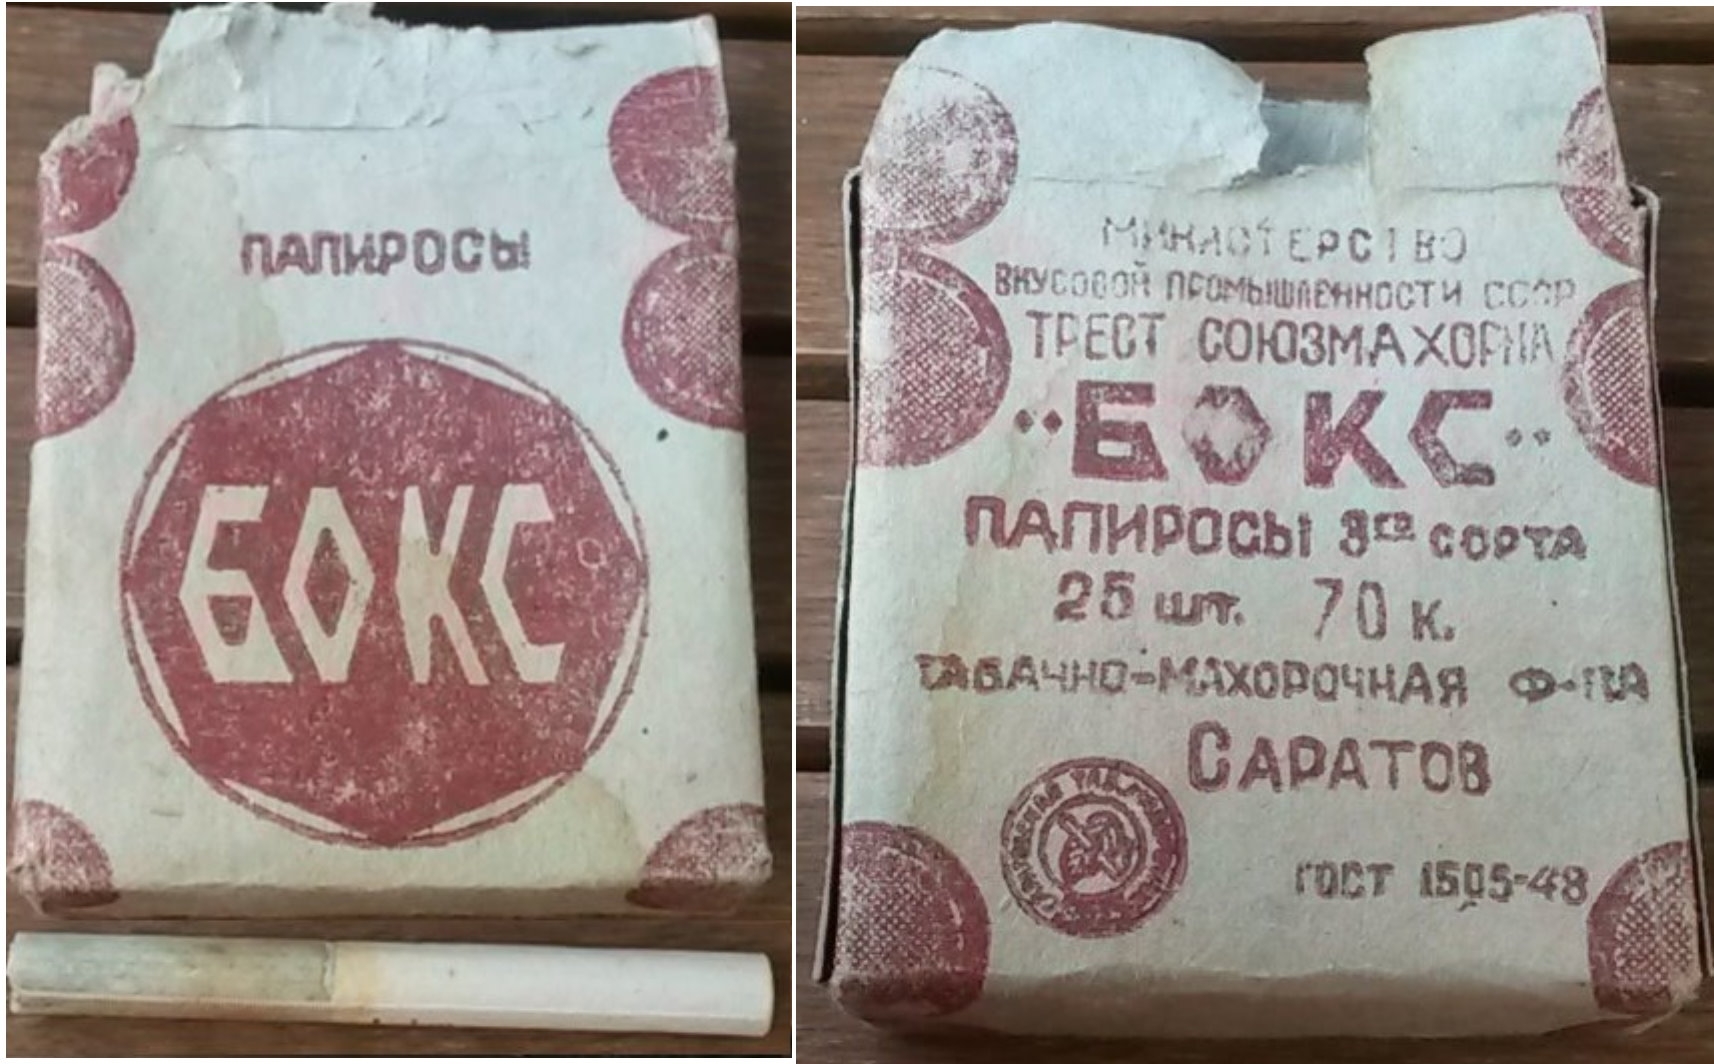 ПАПИРОСЫ
БОКС
МИНИСТЕРСТВО
ВКУСОВОЙ ПРОМЫШЛЕННОСТИ СССР
ТРЕСТ СОЮЗМАХОРКА
"БОКС"
ПАПИРОСЫ 3го СОРТА
25 шт. 70 к.
ТАБАЧНО-МАХОРОЧНАЯ Ф-КА
САРАТОВ
ГОСТ 1505-48